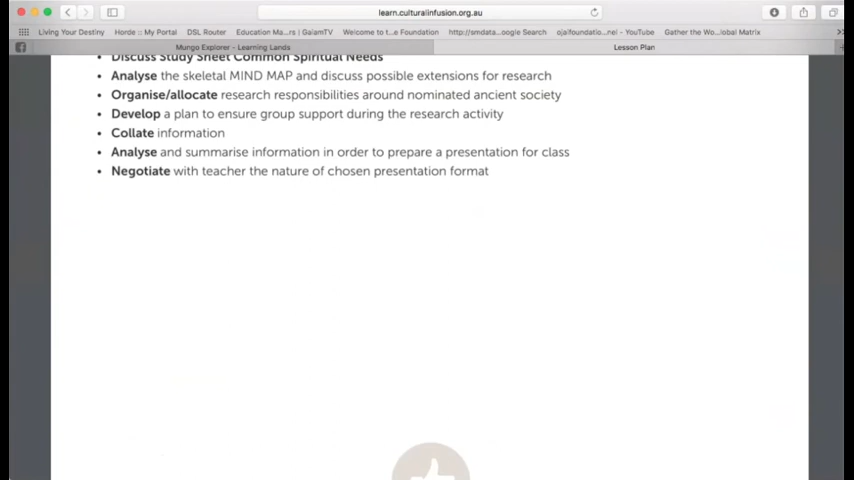 learn.culturalinfusion.org.au
Living Your Destiny Horde :: My Portal DSL Router Education Ma...rs | GaiamTV Welcome to t...e Foundation http://smdata...oogle Search ojaifoundatio...nel - YouTube Gather the Wo...lobal Matrix
Mungo Explorer – Learning Lands Lesson Plan
• Discuss Study Sheet Common Spiritual Needs
• Analyse the skeletal MIND MAP and discuss possible extensions for research
• Organise/allocate research responsibilities around nominated ancient society
• Develop a plan to ensure group support during the research activity
• Collate information
• Analyse and summarise information in order to prepare a presentation for class
• Negotiate with teacher the nature of chosen presentation format